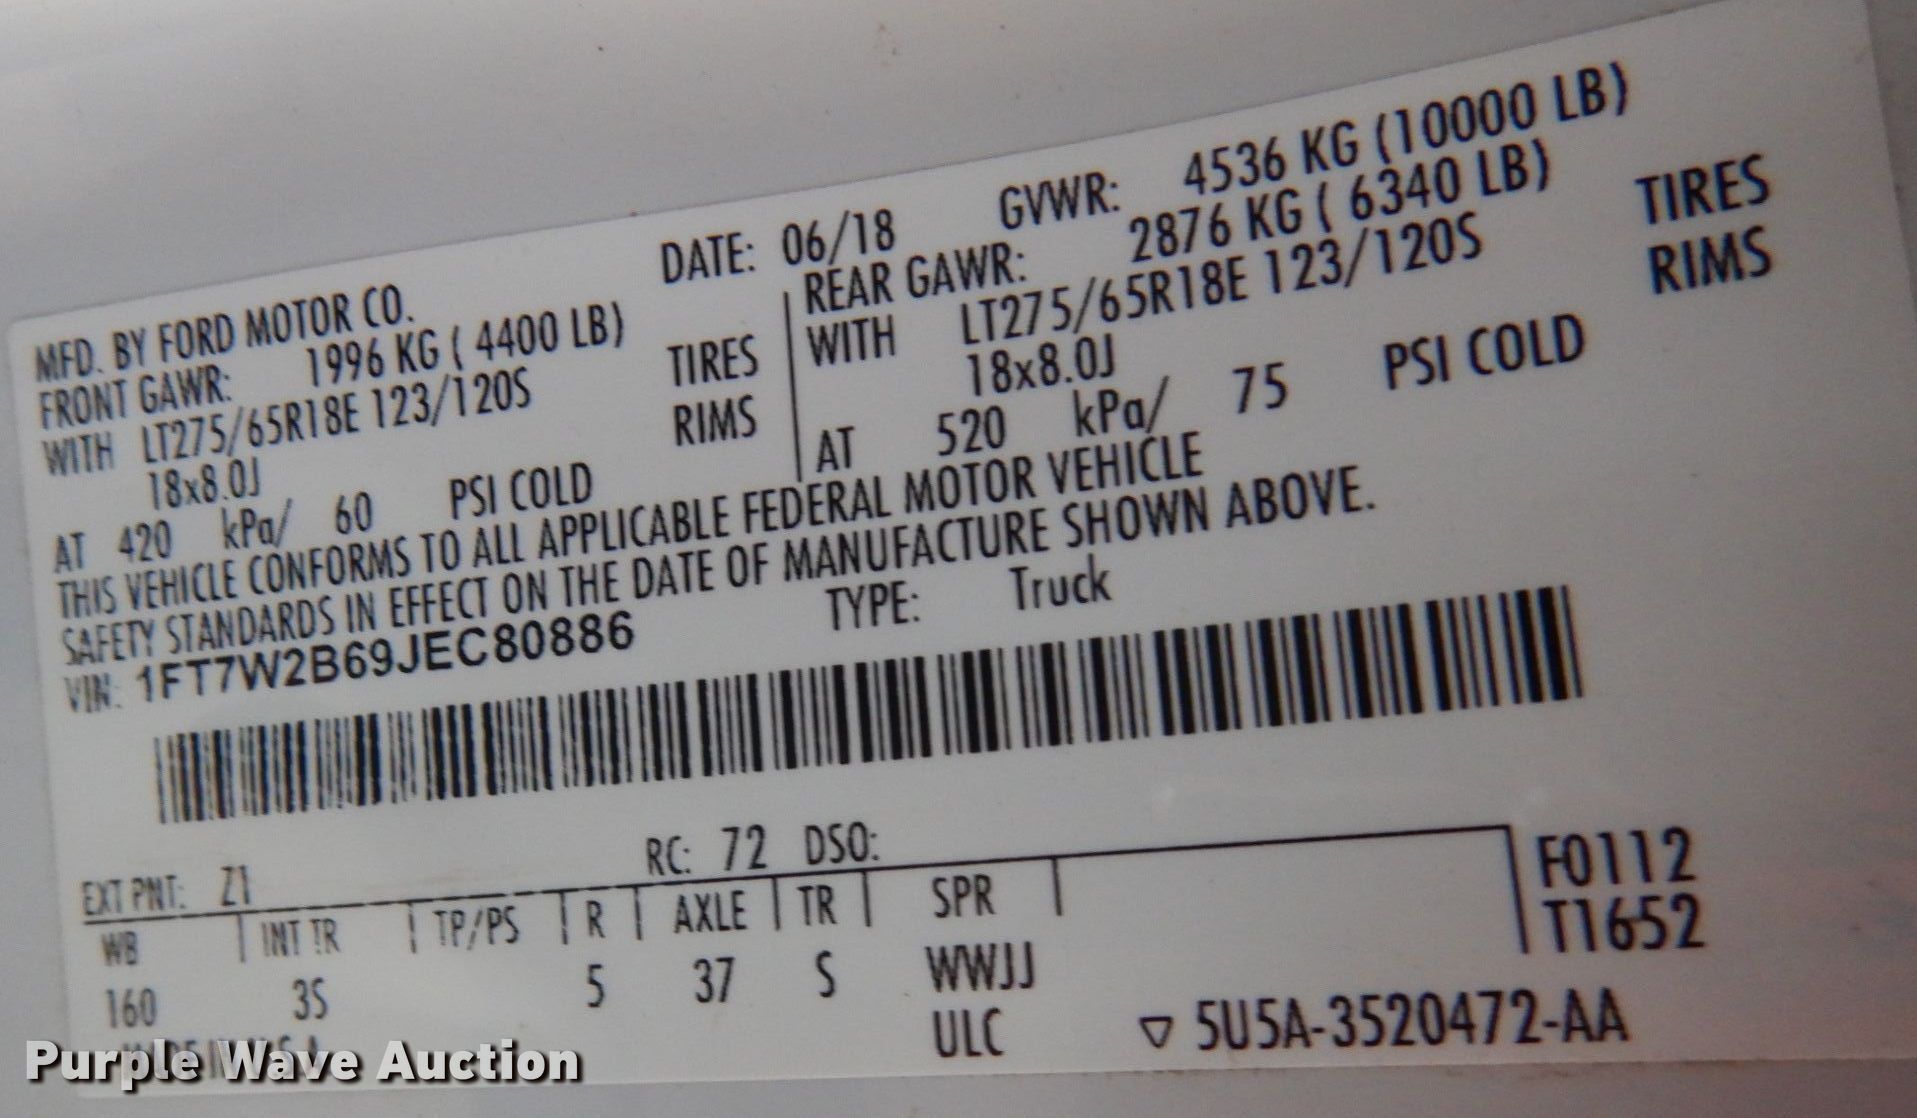 DATE: 06/18 GVWR: 4536 KG (10000 LB)
MFD. BY FORD MOTOR CO.
FRONT GAWR: 1996 KG ( 4400 LB)
WITH LT275/65R18E 123/120S TIRES
18x8.0J RIMS
AT 420 kPa/ 60 PSI COLD
REAR GAWR: 2876 KG ( 6340 LB)
WITH LT275/65R18E 123/120S TIRES
18x8.0J RIMS
AT 520 kPa/ 75 PSI COLD
THIS VEHICLE CONFORMS TO ALL APPLICABLE FEDERAL MOTOR VEHICLE
SAFETY STANDARDS IN EFFECT ON THE DATE OF MANUFACTURE SHOWN ABOVE.
VIN: 1FT7W2B69JEC80886 TYPE: Truck
EXT PNT: Z1 RC: 72 DSO:
WB INT TR TP/PS R AXLE TR SPR
160 3S 5 37 S WWJJ
ULC
F0112
T1652
▽ 5U5A-3520472-AA
Purple Wave Auction